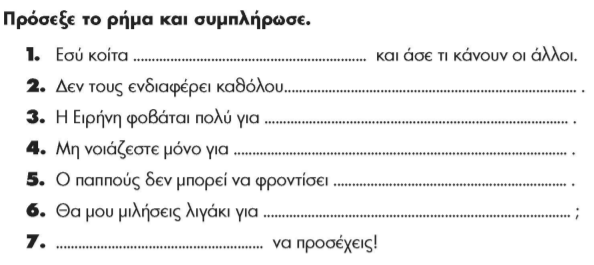 Πρόσεξε το ρήμα και συμπλήρωσε.
1. Εσύ κοίτα .................................................................. και άσε τι κάνουν οι άλλοι.
2. Δεν τους ενδιαφέρει καθόλου.................................................................................... .
3. Η Ειρήνη φοβάται πολύ για ...................................................................................... .
4. Μη νοιάζεστε μόνο για .............................................................................................. .
5. Ο παππούς δεν μπορεί να φροντίσει .................................................................. .
6. Θα μου μιλήσεις λιγάκι για ........................................................................................ ;
7. ........................................................... να προσέχεις!